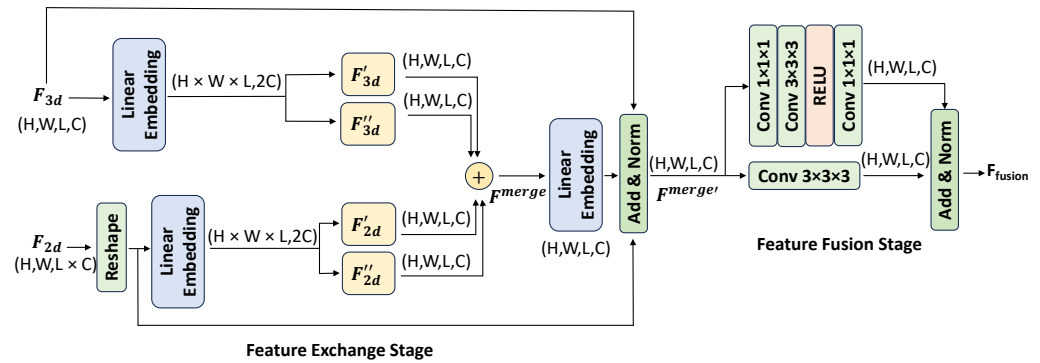 F3d
(H,W,L,C)
Linear
Embedding
(H × W × L,2C)
F′3d
(H,W,L,C)
F′′3d
(H,W,L,C)
F2d
(H,W,L × C)
Reshape
Linear
Embedding
(H × W × L,2C)
F′2d
(H,W,L,C)
F′′2d
(H,W,L,C)
+
Fmerge
Linear
Embedding
(H,W,L,C)
Add & Norm
(H,W,L,C)
Fmerge′
Conv 1×1×1
Conv 3×3×3
RELU
Conv 1×1×1
(H,W,L,C)
Conv 3×3×3
(H,W,L,C)
Add & Norm
Ffusion
Feature Fusion Stage
Feature Exchange Stage